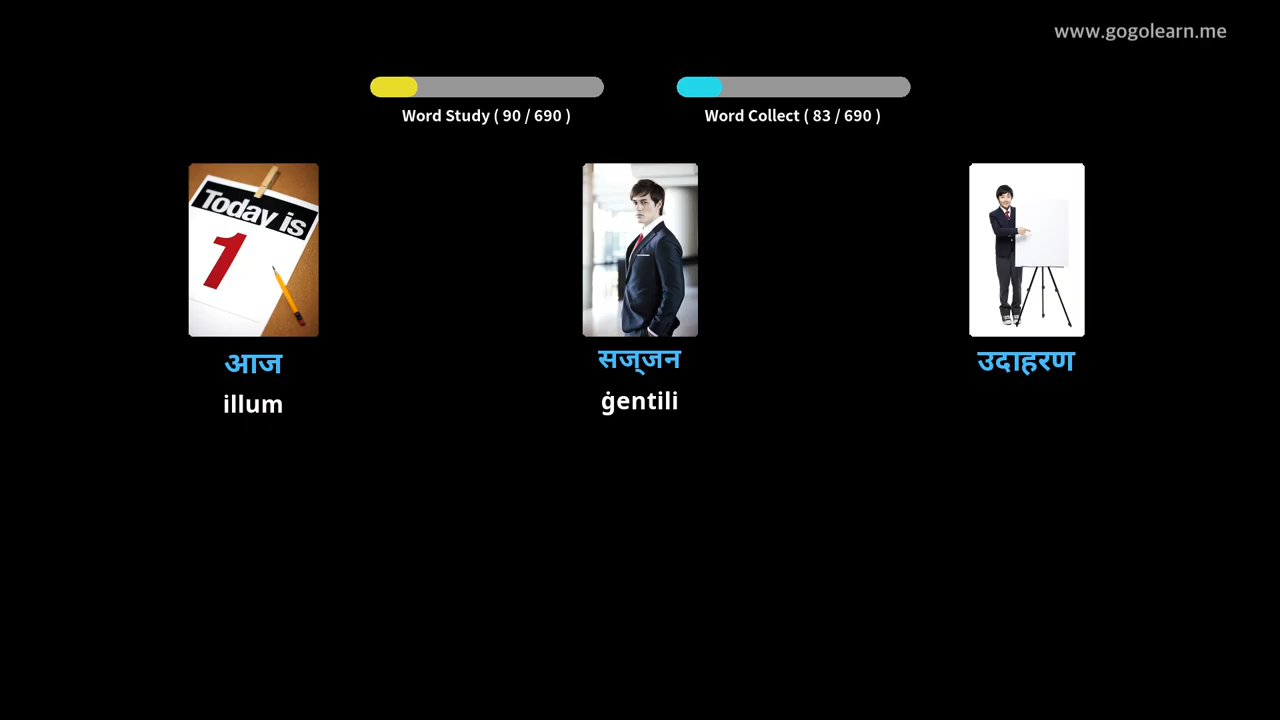 www.gogolearn.me
Word Study ( 90 / 690 )
Word Collect ( 83 / 690 )
Today is
1
आज
सज्जन
उदाहरण
illum
ġentili